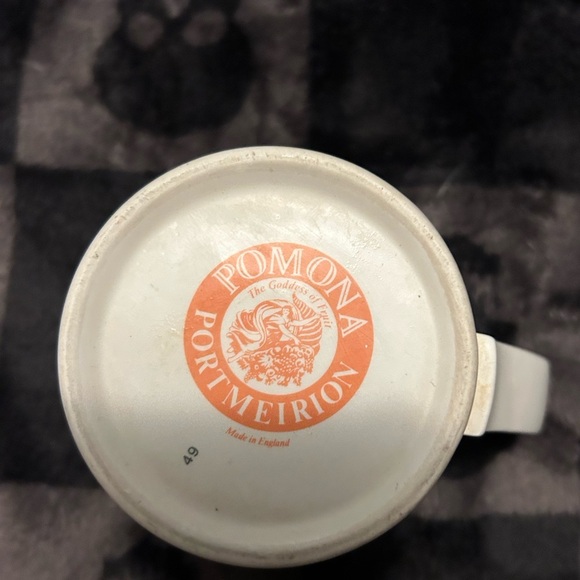 POMONA
The Goddess of Fruit
PORTMEIRION
Made in England
49